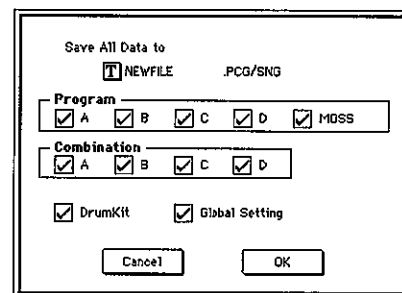 Save All Data to
T NEWFILE .PCG/SNG
Program
A B C D MOSS
Combination
A B C D
DrumKit Global Setting
Cancel OK